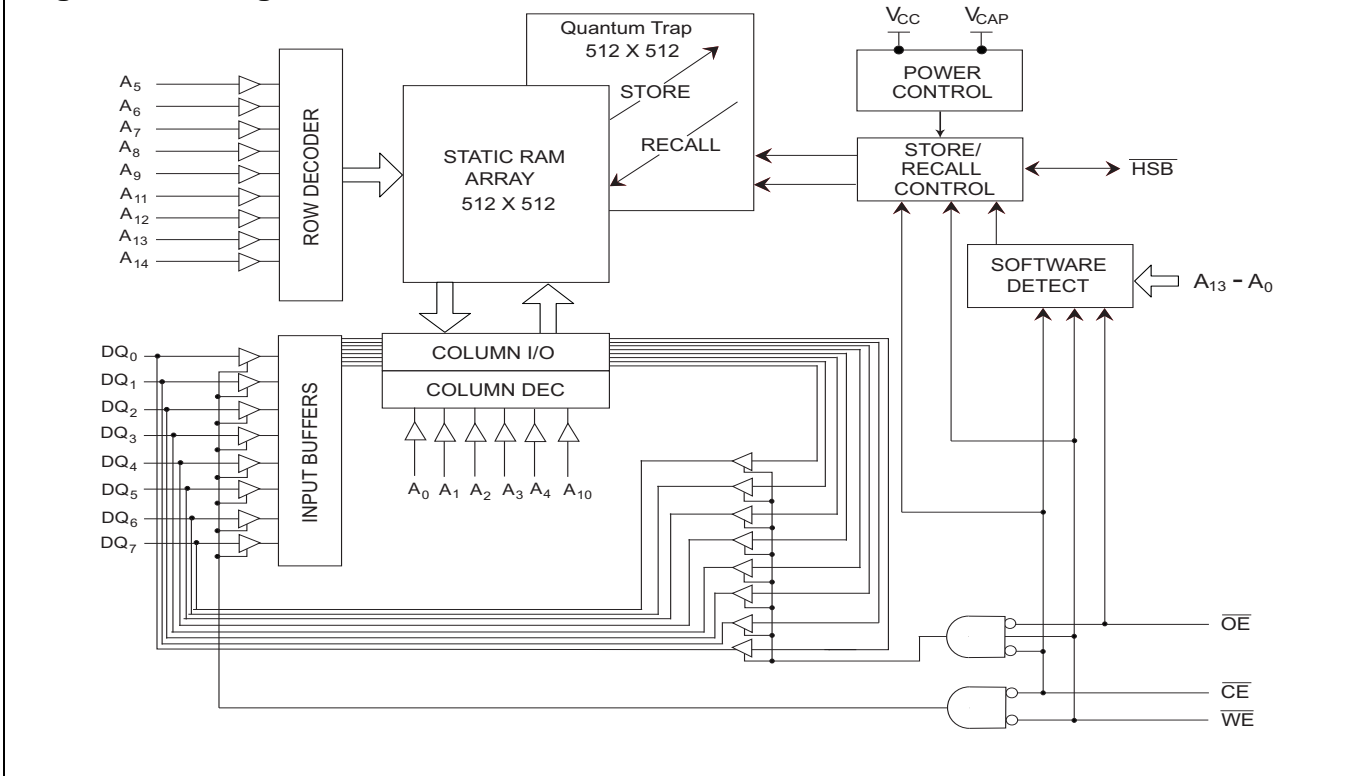 Quantum Trap
512 X 512
STORE
RECALL
STATIC RAM
ARRAY
512 X 512
A5
A6
A7
A8
A9
A11
A12
A13
A14
ROW DECODER
VCC
VCAP
POWER
CONTROL
STORE/
RECALL
CONTROL
HSB
SOFTWARE
DETECT
A13 - A0
COLUMN I/O
COLUMN DEC
A0 A1 A2 A3 A4 A10
DQ0
DQ1
DQ2
DQ3
DQ4
DQ5
DQ6
DQ7
INPUT BUFFERS
OE
CE
WE